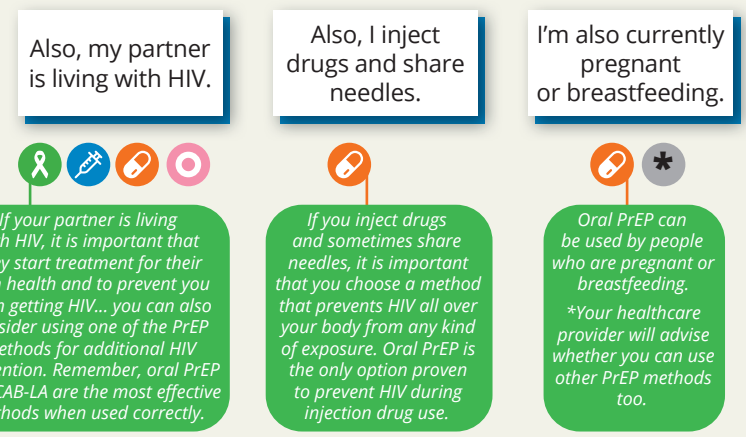 Also, my partner
is living with HIV.
Also, I inject
drugs and share
needles.
I'm also currently
pregnant
or breastfeeding.
*
If your partner is living
HIV, it is important that
start treatment for their
health and to prevent you
getting HIV... you can also
using one of the PrEP
for additional HIV
Remember, oral PrEP
CAB-LA are the most effective
when used correctly.
If you inject drugs
and sometimes share
needles, it is important
that you choose a method
that prevents HIV all over
your body from any kind
of exposure. Oral PrEP is
the only option proven
to prevent HIV during
injection drug use.
Oral PrEP can
be used by people
who are pregnant or
breastfeeding.
*Your healthcare
provider will advise
whether you can use
other PrEP methods
too.